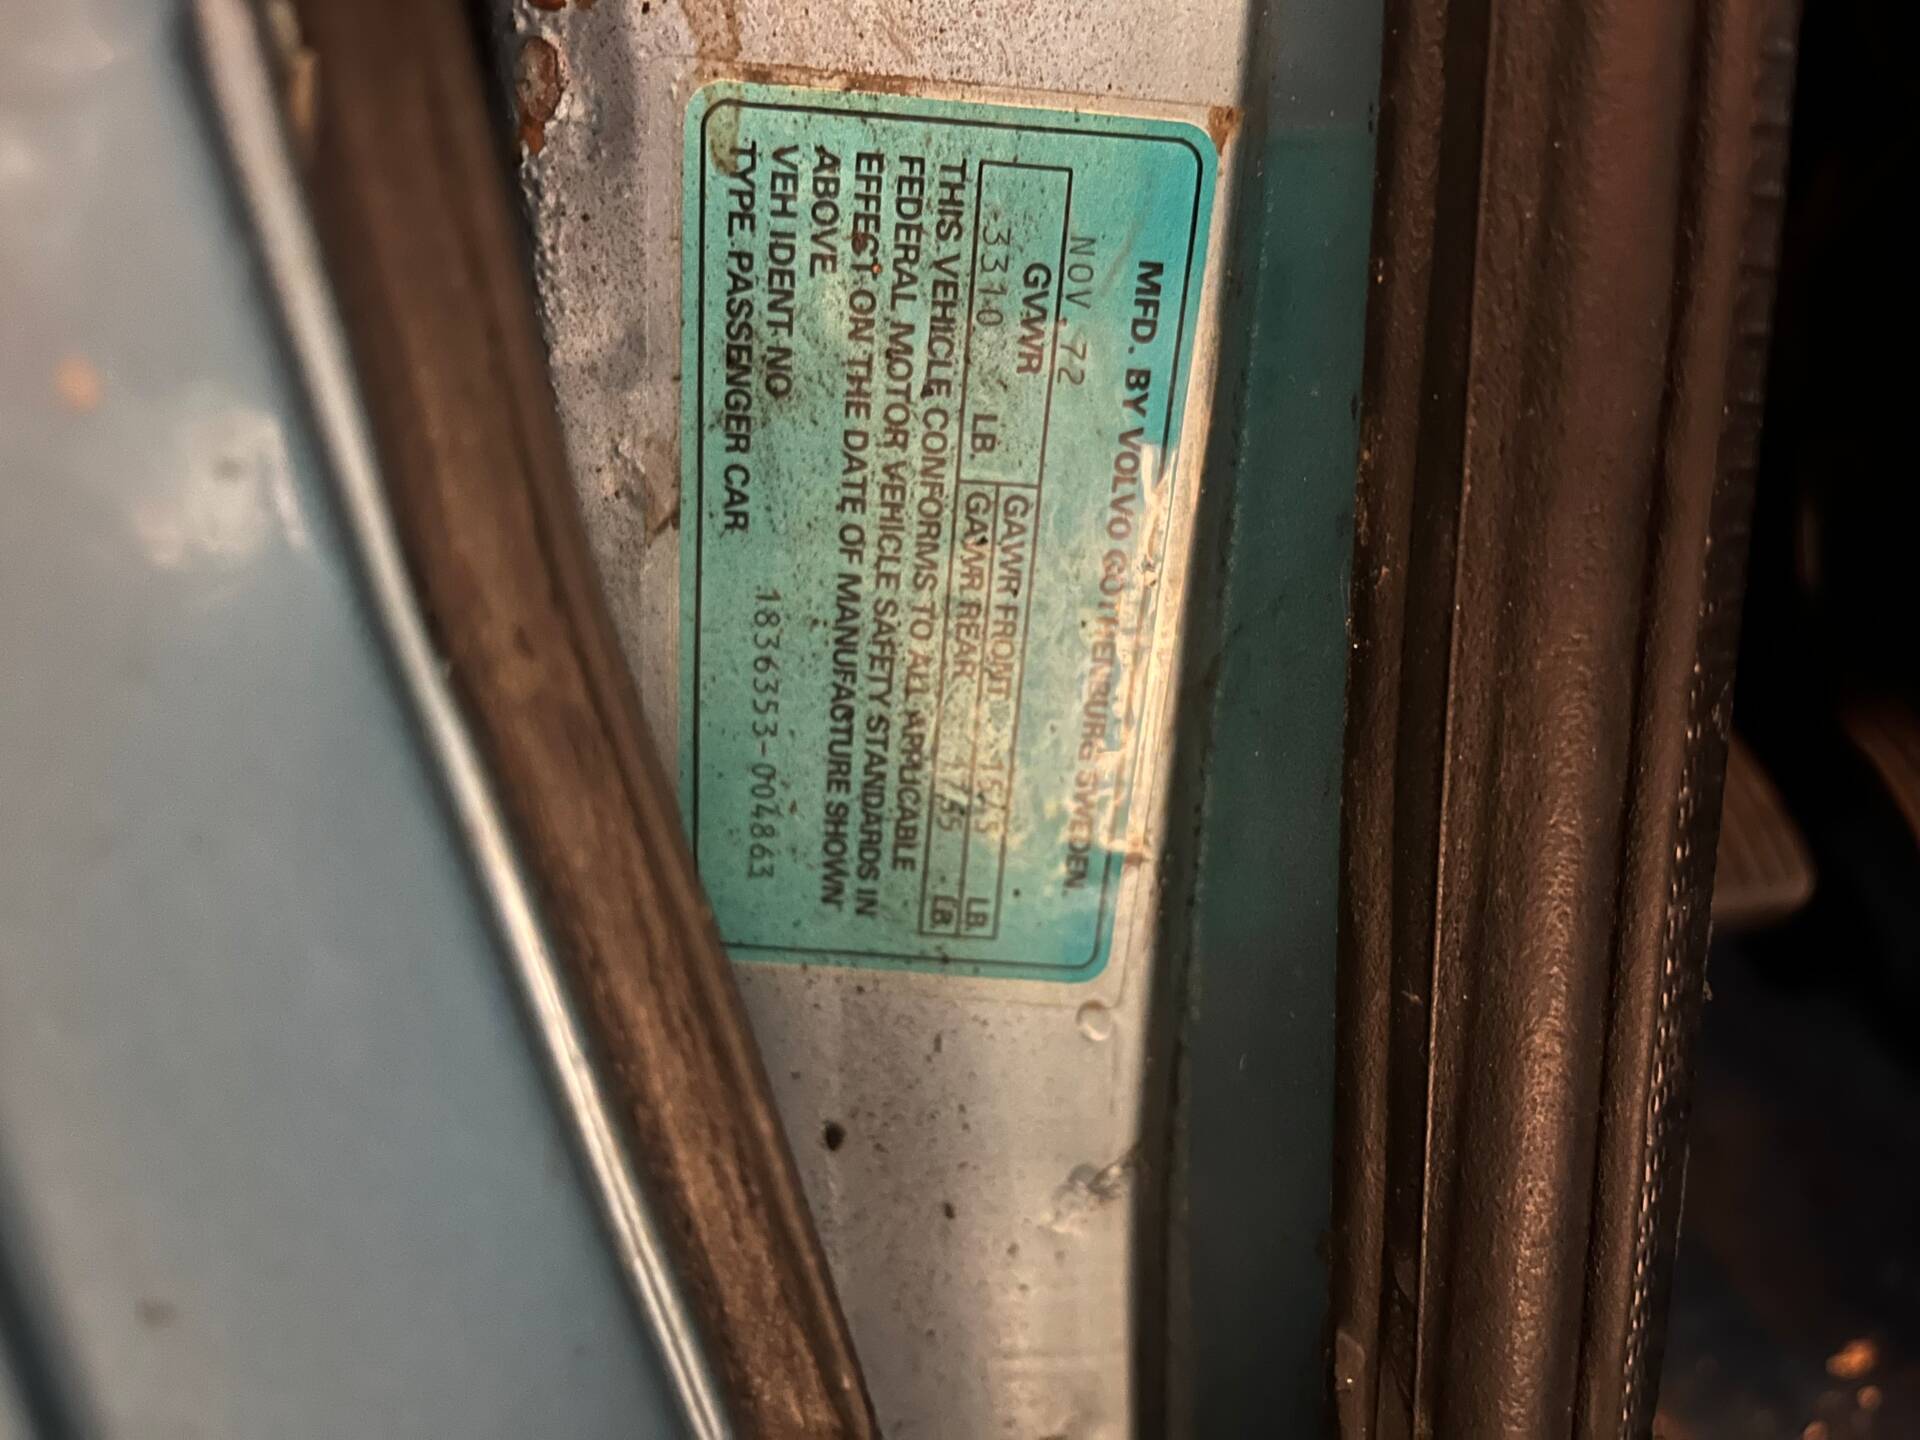 MFD. BY VOLVO GOTHENBURG SWEDEN.
NOV. 72
GVWR
3310 LB.
GAWR FRONT 1575 LB.
GAWR REAR 1735 LB.
THIS VEHICLE CONFORMS TO ALL APPLICABLE
FEDERAL MOTOR VEHICLE SAFETY STANDARDS IN
EFFECT ON THE DATE OF MANUFACTURE SHOWN
ABOVE
VEH IDENT. NO 1836353-004863
TYPE. PASSENGER CAR